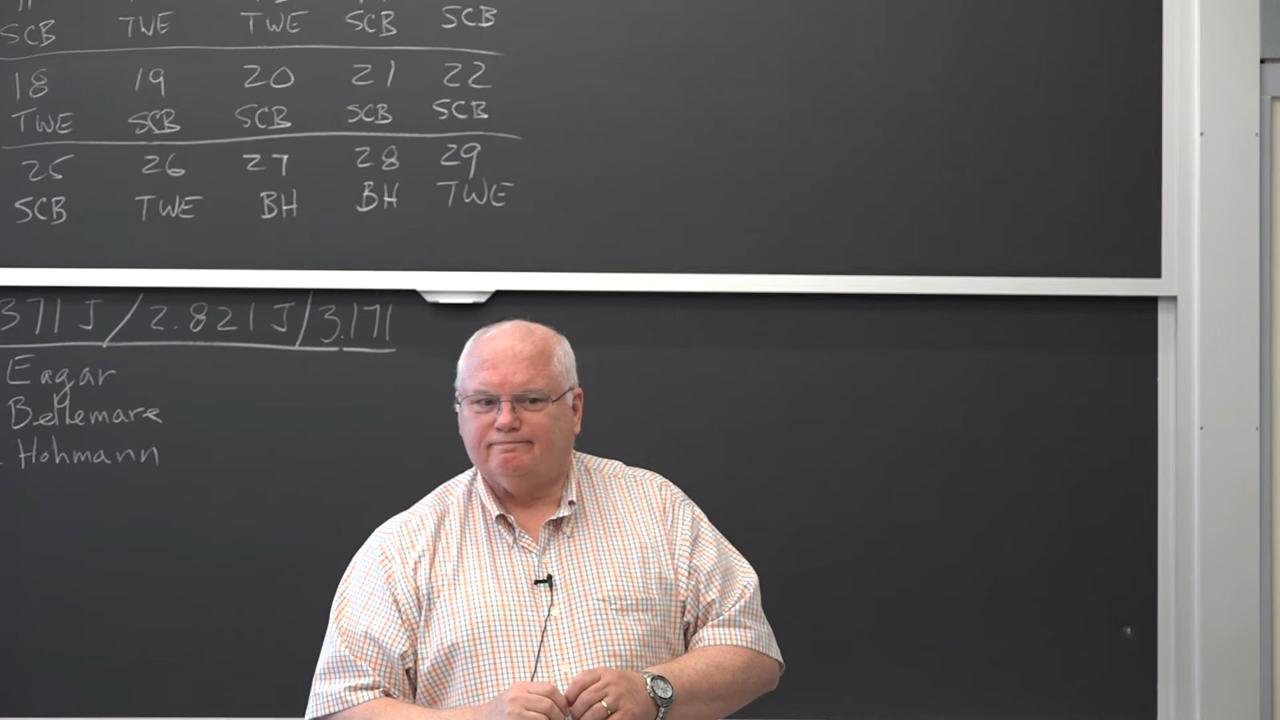 SCB TWE TWE SCB SCB
18 19 20 21 22
TWE SCB SCB SCB SCB
25 26 27 28 29
SCB TWE BH BH TWE
371J/2.821J/3.171
Eagar
Bellemare
Hohmann